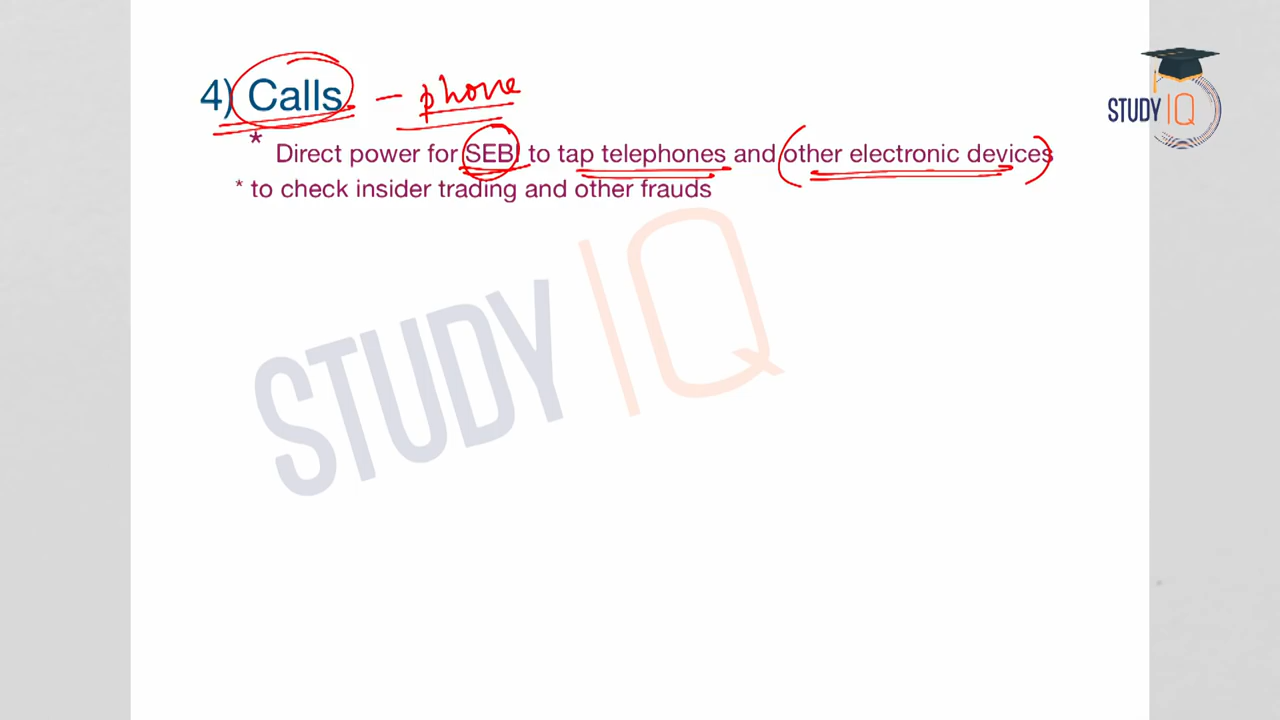 4) Calls - phone
STUDY IQ
* Direct power for SEBI to tap telephones and other electronic devices
* to check insider trading and other frauds
STUDY IQ